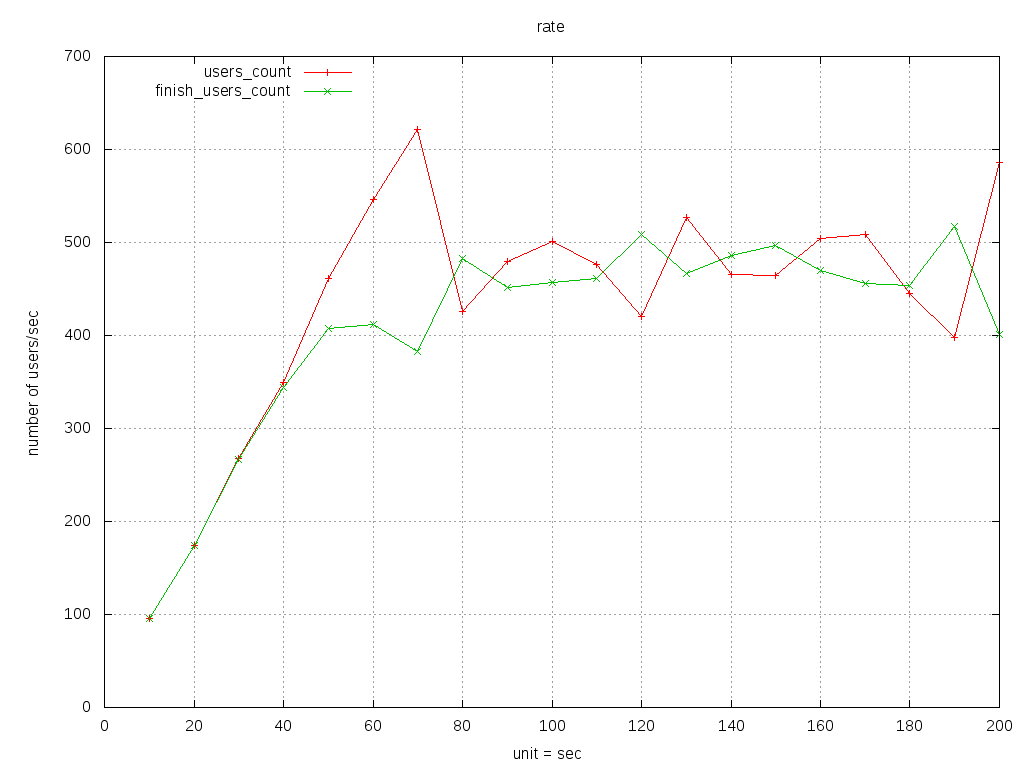 rate
users_count
finish_users_count
700
600
500
400
300
200
100
0
number of users/sec
0 20 40 60 80 100 120 140 160 180 200
unit = sec